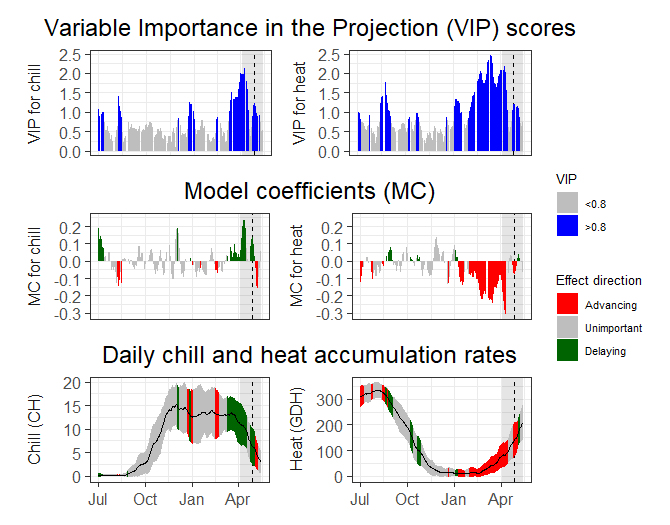 Variable Importance in the Projection (VIP) scores
VIP for chill
2.5
2.0
1.5
1.0
0.5
0.0
VIP for heat
2.5
2.0
1.5
1.0
0.5
0.0
VIP
<0.8
>0.8
Model coefficients (MC)
MC for chill
0.2
0.1
0.0
-0.1
-0.2
-0.3
MC for heat
0.2
0.1
0.0
-0.1
-0.2
-0.3
Effect direction
Advancing
Unimportant
Delaying
Daily chill and heat accumulation rates
Chill (CH)
20
15
10
5
0
Jul Oct Jan Apr
Heat (GDH)
300
200
100
0
Jul Oct Jan Apr